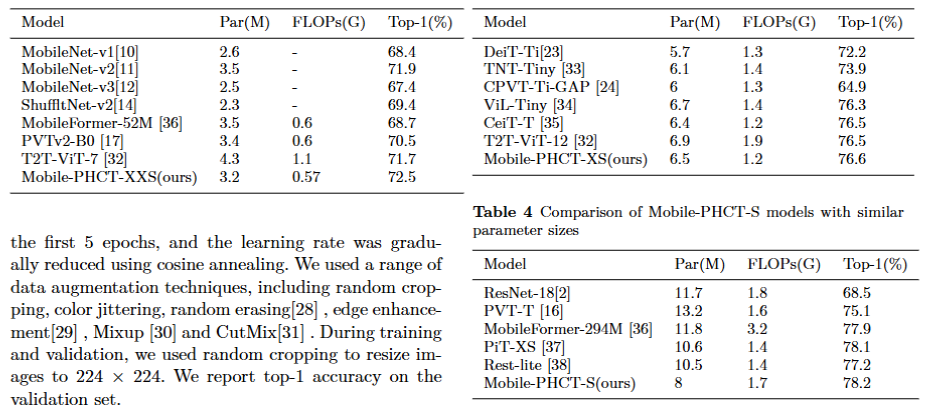 Model Par(M) FLOPs(G) Top-1(%)
MobileNet-v1[10] 2.6 - 68.4
MobileNet-v2[11] 3.5 - 71.9
MobileNet-v3[12] 2.5 - 67.4
ShuffltNet-v2[14] 2.3 - 69.4
MobileFormer-52M [36] 3.5 0.6 68.7
PVTv2-B0 [17] 3.4 0.6 70.5
T2T-ViT-7 [32] 4.3 1.1 71.7
Mobile-PHCT-XXS(ours) 3.2 0.57 72.5
the first 5 epochs, and the learning rate was gradu-
ally reduced using cosine annealing. We used a range of
data augmentation techniques, including random crop-
ping, color jittering, random erasing[28] , edge enhance-
ment[29] , Mixup [30] and CutMix[31] . During training
and validation, we used random cropping to resize im-
ages to 224 × 224. We report top-1 accuracy on the
validation set.
Model Par(M) FLOPs(G) Top-1(%)
DeiT-Ti[23] 5.7 1.3 72.2
TNT-Tiny [33] 6.1 1.4 73.9
CPVT-Ti-GAP [24] 6 1.3 64.9
ViL-Tiny [34] 6.7 1.4 76.3
CeiT-T [35] 6.4 1.2 76.5
T2T-ViT-12 [32] 6.9 1.9 76.5
Mobile-PHCT-XS(ours) 6.5 1.2 76.6
Table 4 Comparison of Mobile-PHCT-S models with similar
parameter sizes
Model Par(M) FLOPs(G) Top-1(%)
ResNet-18[2] 11.7 1.8 68.5
PVT-T [16] 13.2 1.6 75.1
MobileFormer-294M [36] 11.8 3.2 77.9
PiT-XS [37] 10.6 1.4 78.1
Rest-lite [38] 10.5 1.4 77.2
Mobile-PHCT-S(ours) 8 1.7 78.2